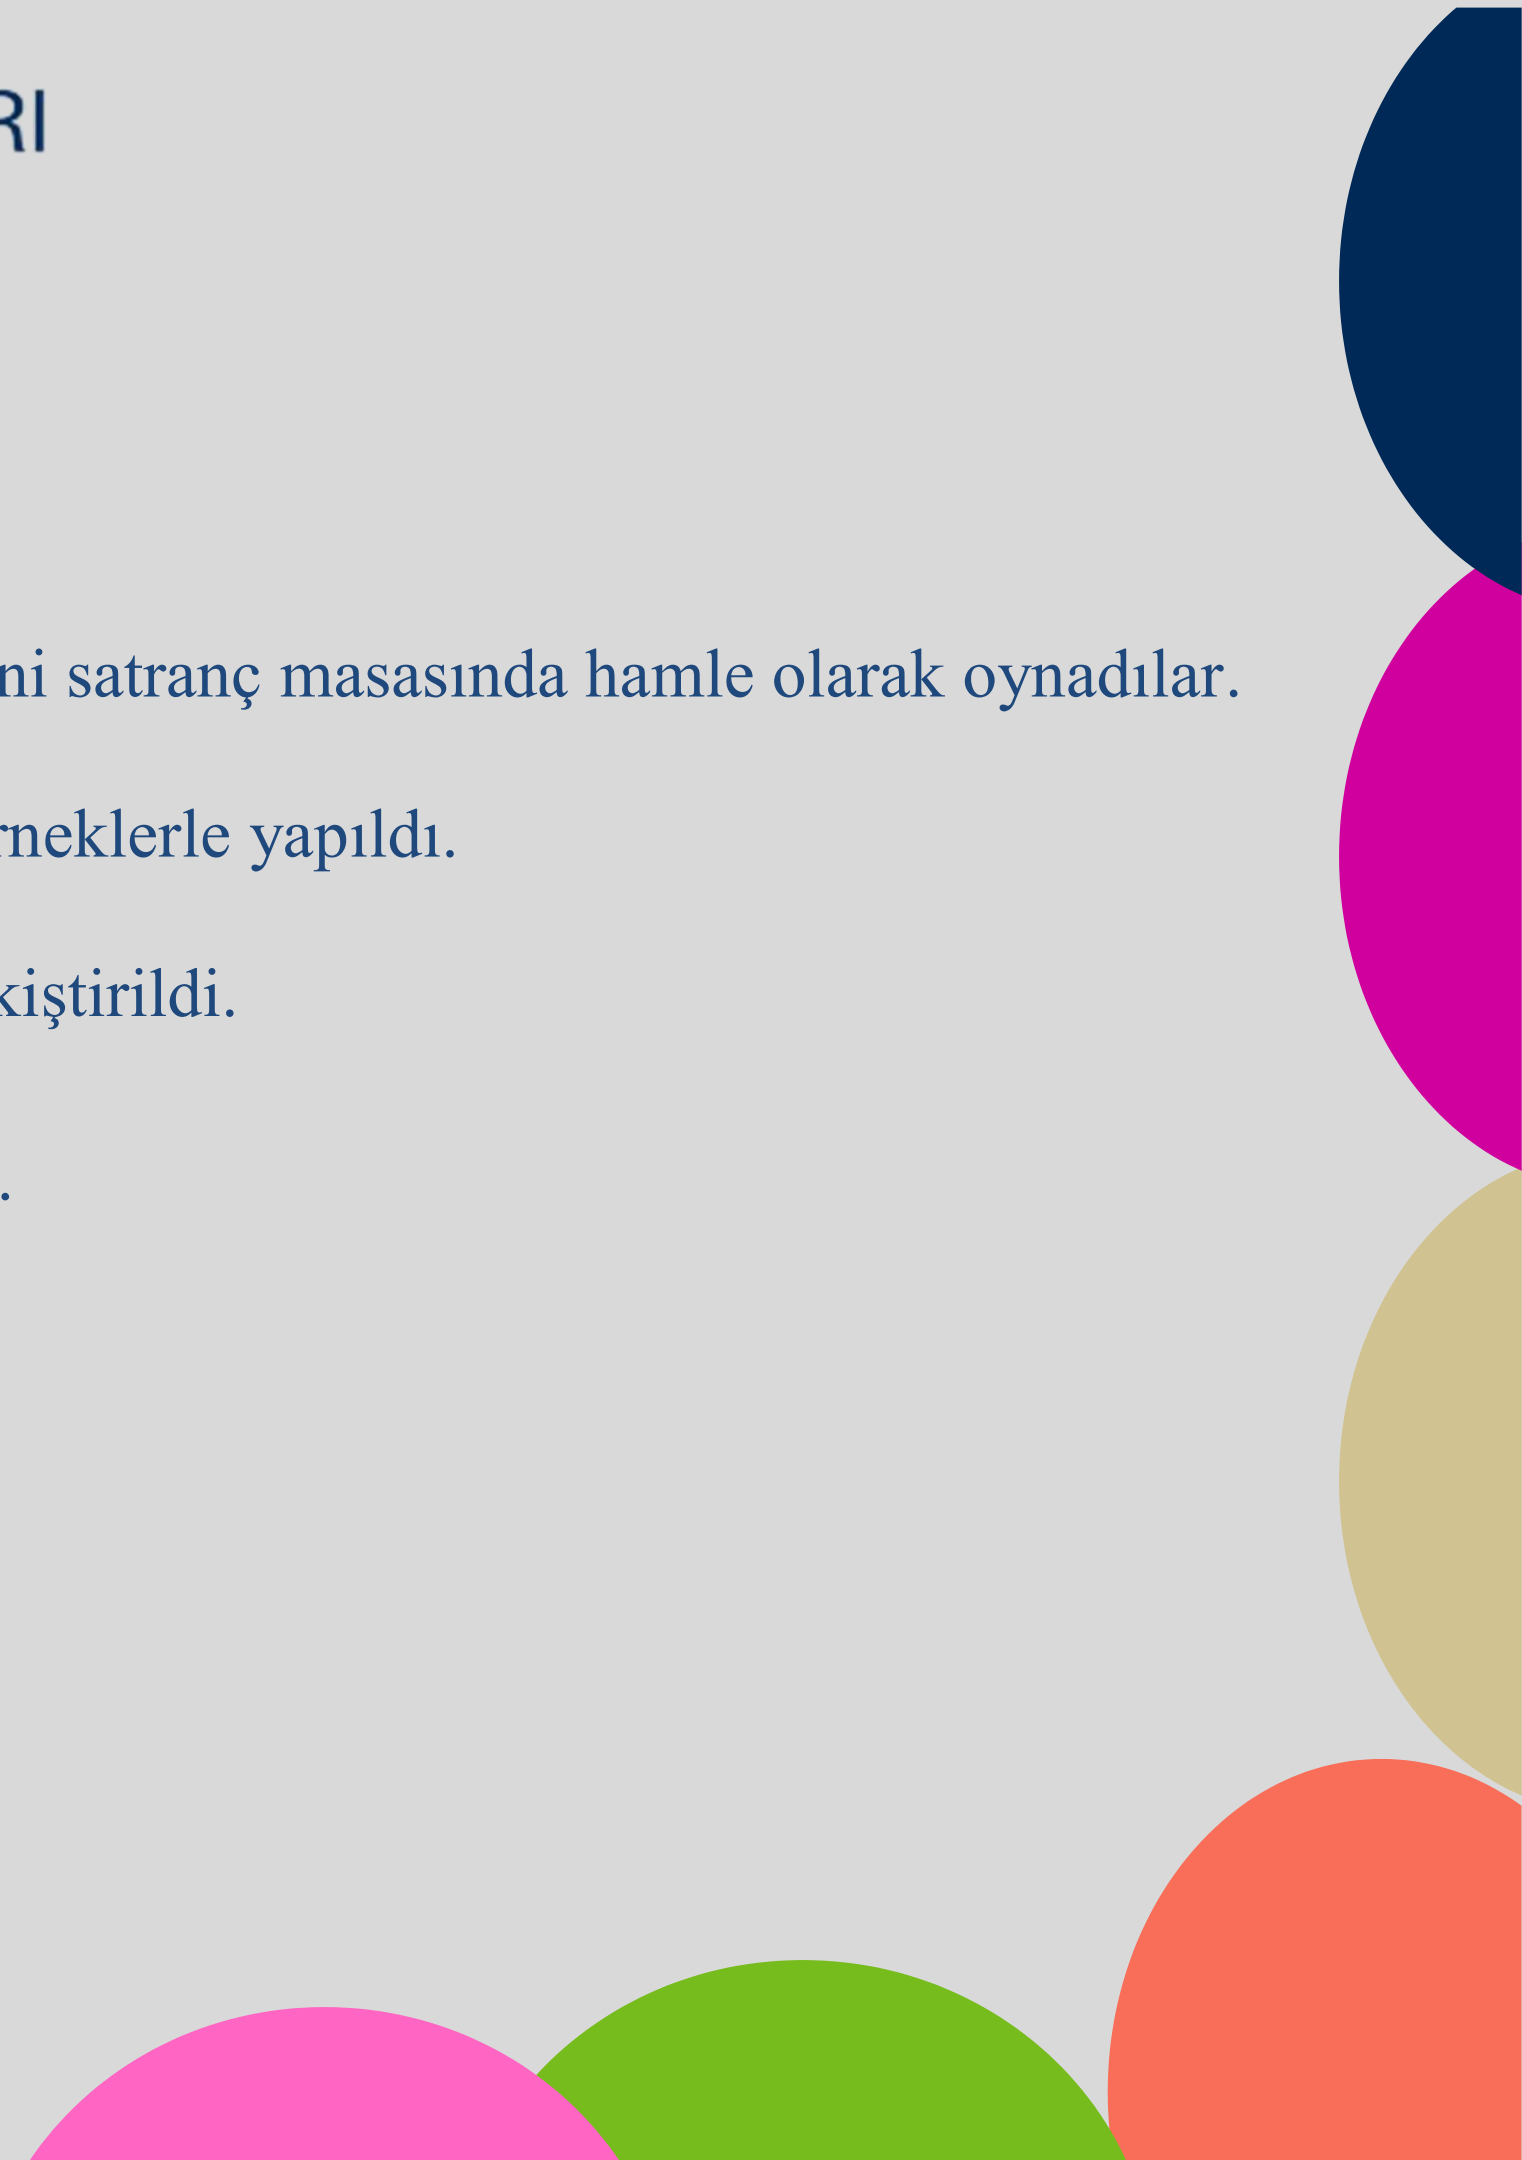 RI
ni satranç masasında hamle olarak oynadılar.
rneklerle yapıldı.
kiştirildi.
.